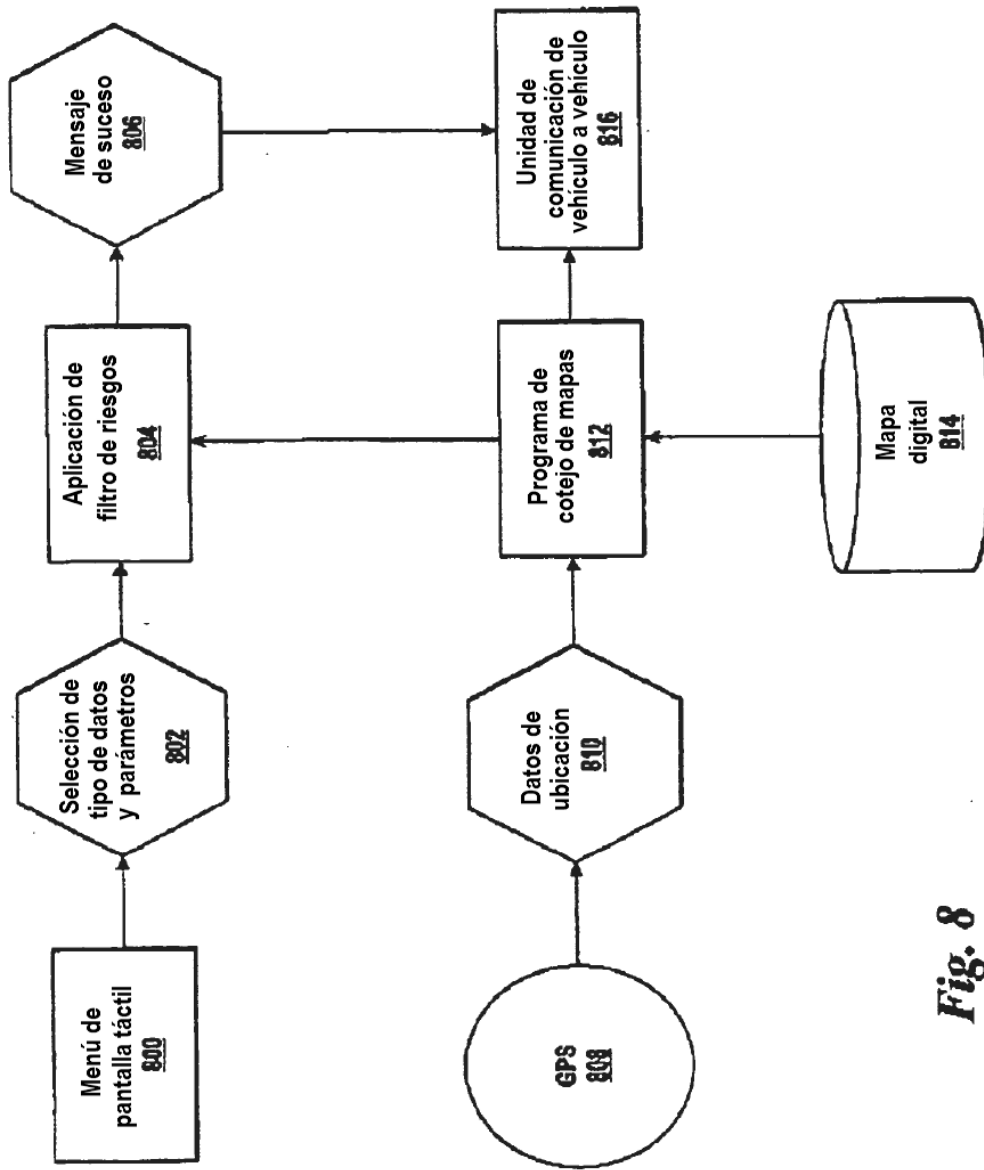 Menú de
pantalla táctil
800
Selección de
tipo de datos
y parámetros
802
Aplicación de
filtro de riesgos
804
Mensaje
de suceso
806
GPS
808
Datos de
ubicación
810
Programa de
cotejo de mapas
812
Unidad de
comunicación de
vehículo a vehículo
816
Mapa
digital
814
Fig. 8